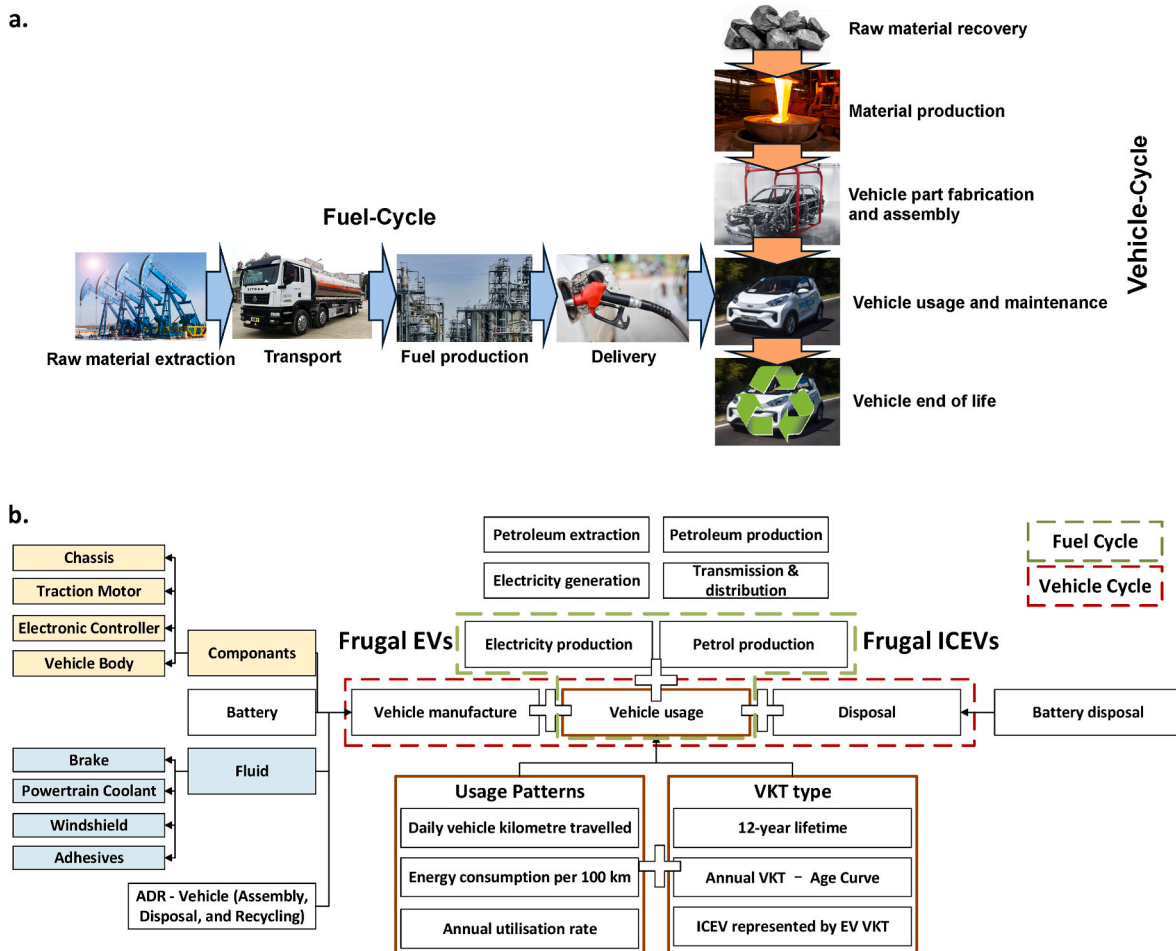 a.
Raw material recovery
Material production
Vehicle part fabrication
and assembly
Vehicle-Cycle
Fuel-Cycle
SITRAK
Raw material extraction
Transport
Fuel production
Delivery
Vehicle usage and maintenance
Vehicle end of life
b.
Chassis
Traction Motor
Electronic Controller
Vehicle Body
Componants
Battery
Brake
Powertrain Coolant
Windshield
Adhesives
Fluid
ADR - Vehicle (Assembly,
Disposal, and Recycling)
Petroleum extraction
Petroleum production
Electricity generation
Transmission &
distribution
Fuel Cycle
Vehicle Cycle
Frugal EVs
Electricity production
Petrol production
Frugal ICEVs
Vehicle manufacture
Vehicle usage
Disposal
Battery disposal
Usage Patterns
Daily vehicle kilometre travelled
Energy consumption per 100 km
Annual utilisation rate
VKT type
12-year lifetime
Annual VKT – Age Curve
ICEV represented by EV VKT